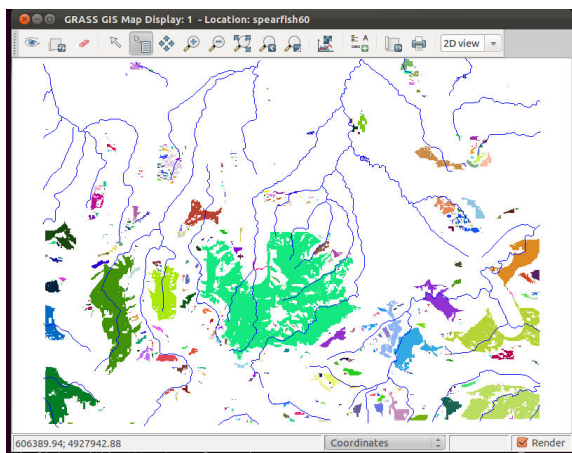 GRASS GIS Map Display: 1 - Location: spearfish60
2D view
606389.94; 4927942.88
Coordinates
Render